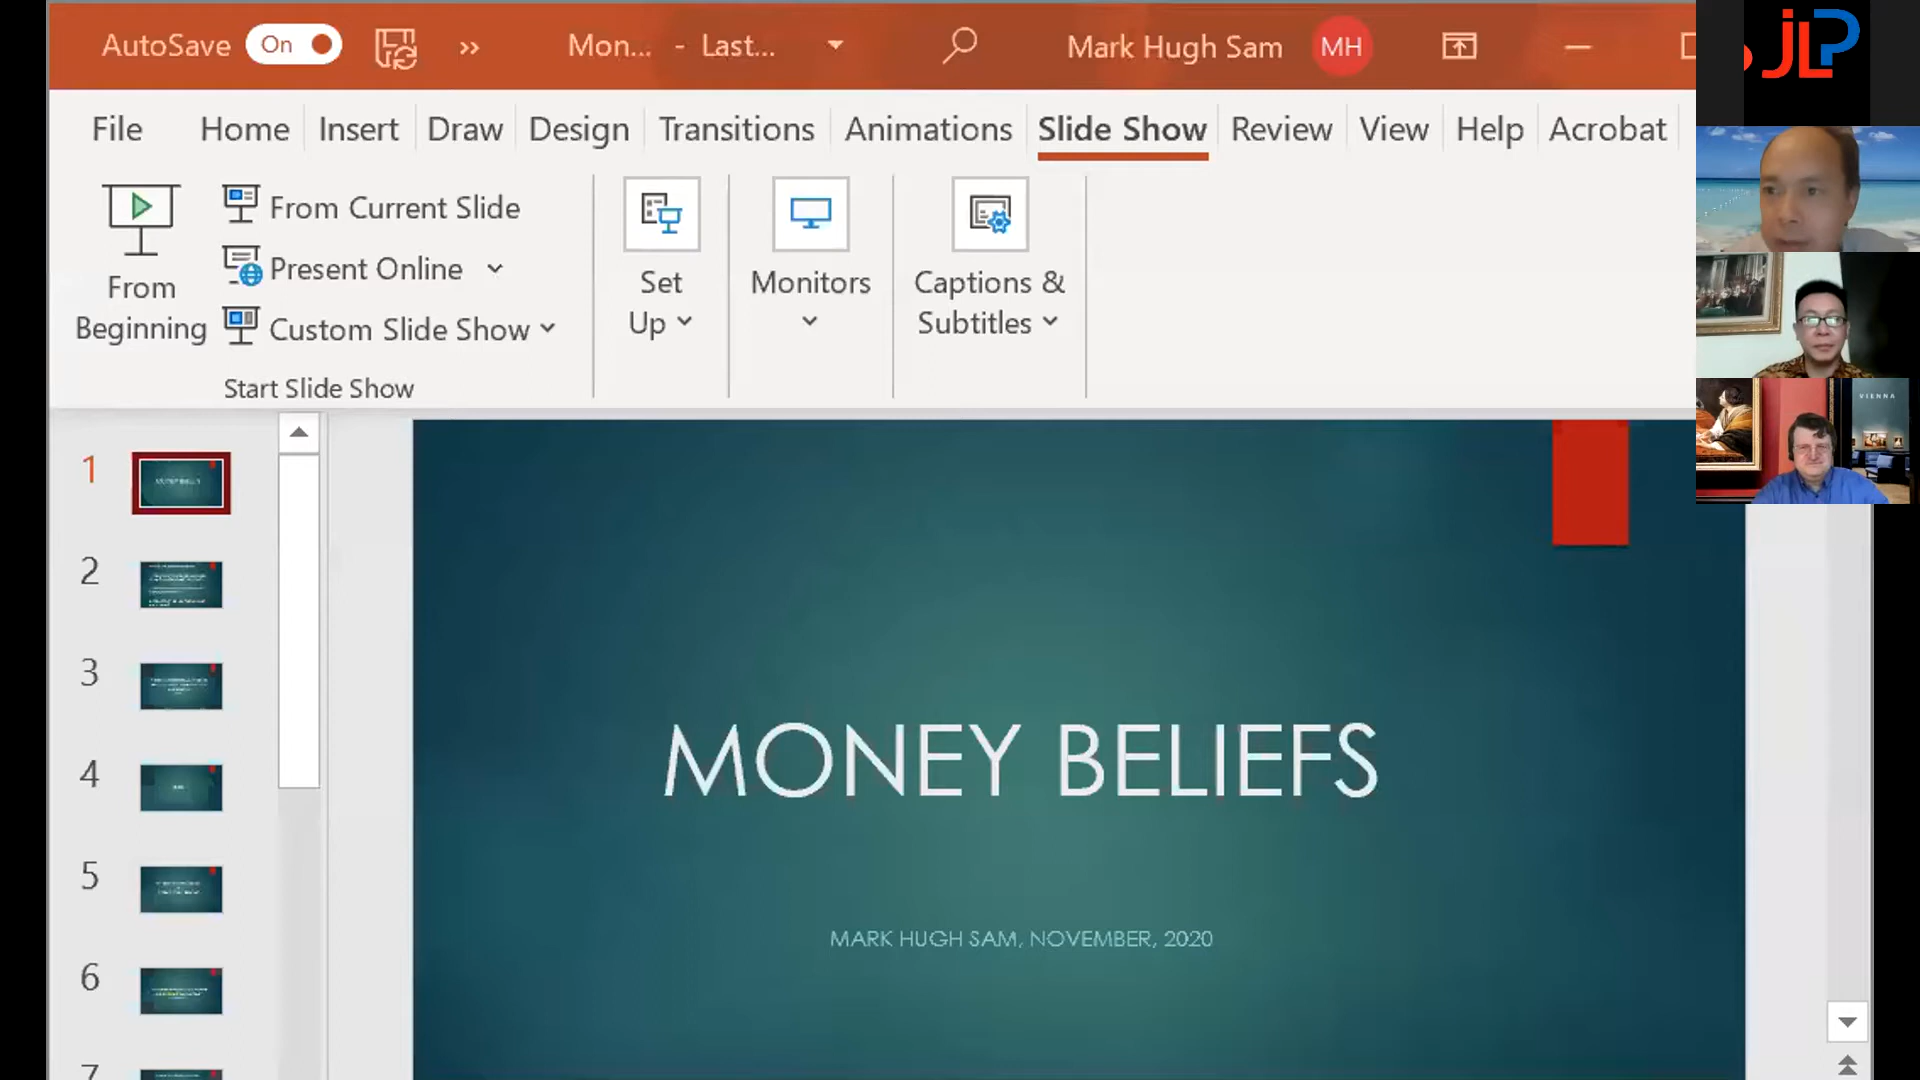 AutoSave On » Mon... - Last... Mark Hugh Sam MH
File Home Insert Draw Design Transitions Animations Slide Show Review View Help Acrobat
From Beginning
From Current Slide
Present Online
Custom Slide Show
Start Slide Show
Set Up
Monitors
Captions & Subtitles
JLP
VIENNA
1
2
3
4
5
6
7
MONEY BELIEFS
MARK HUGH SAM, NOVEMBER, 2020